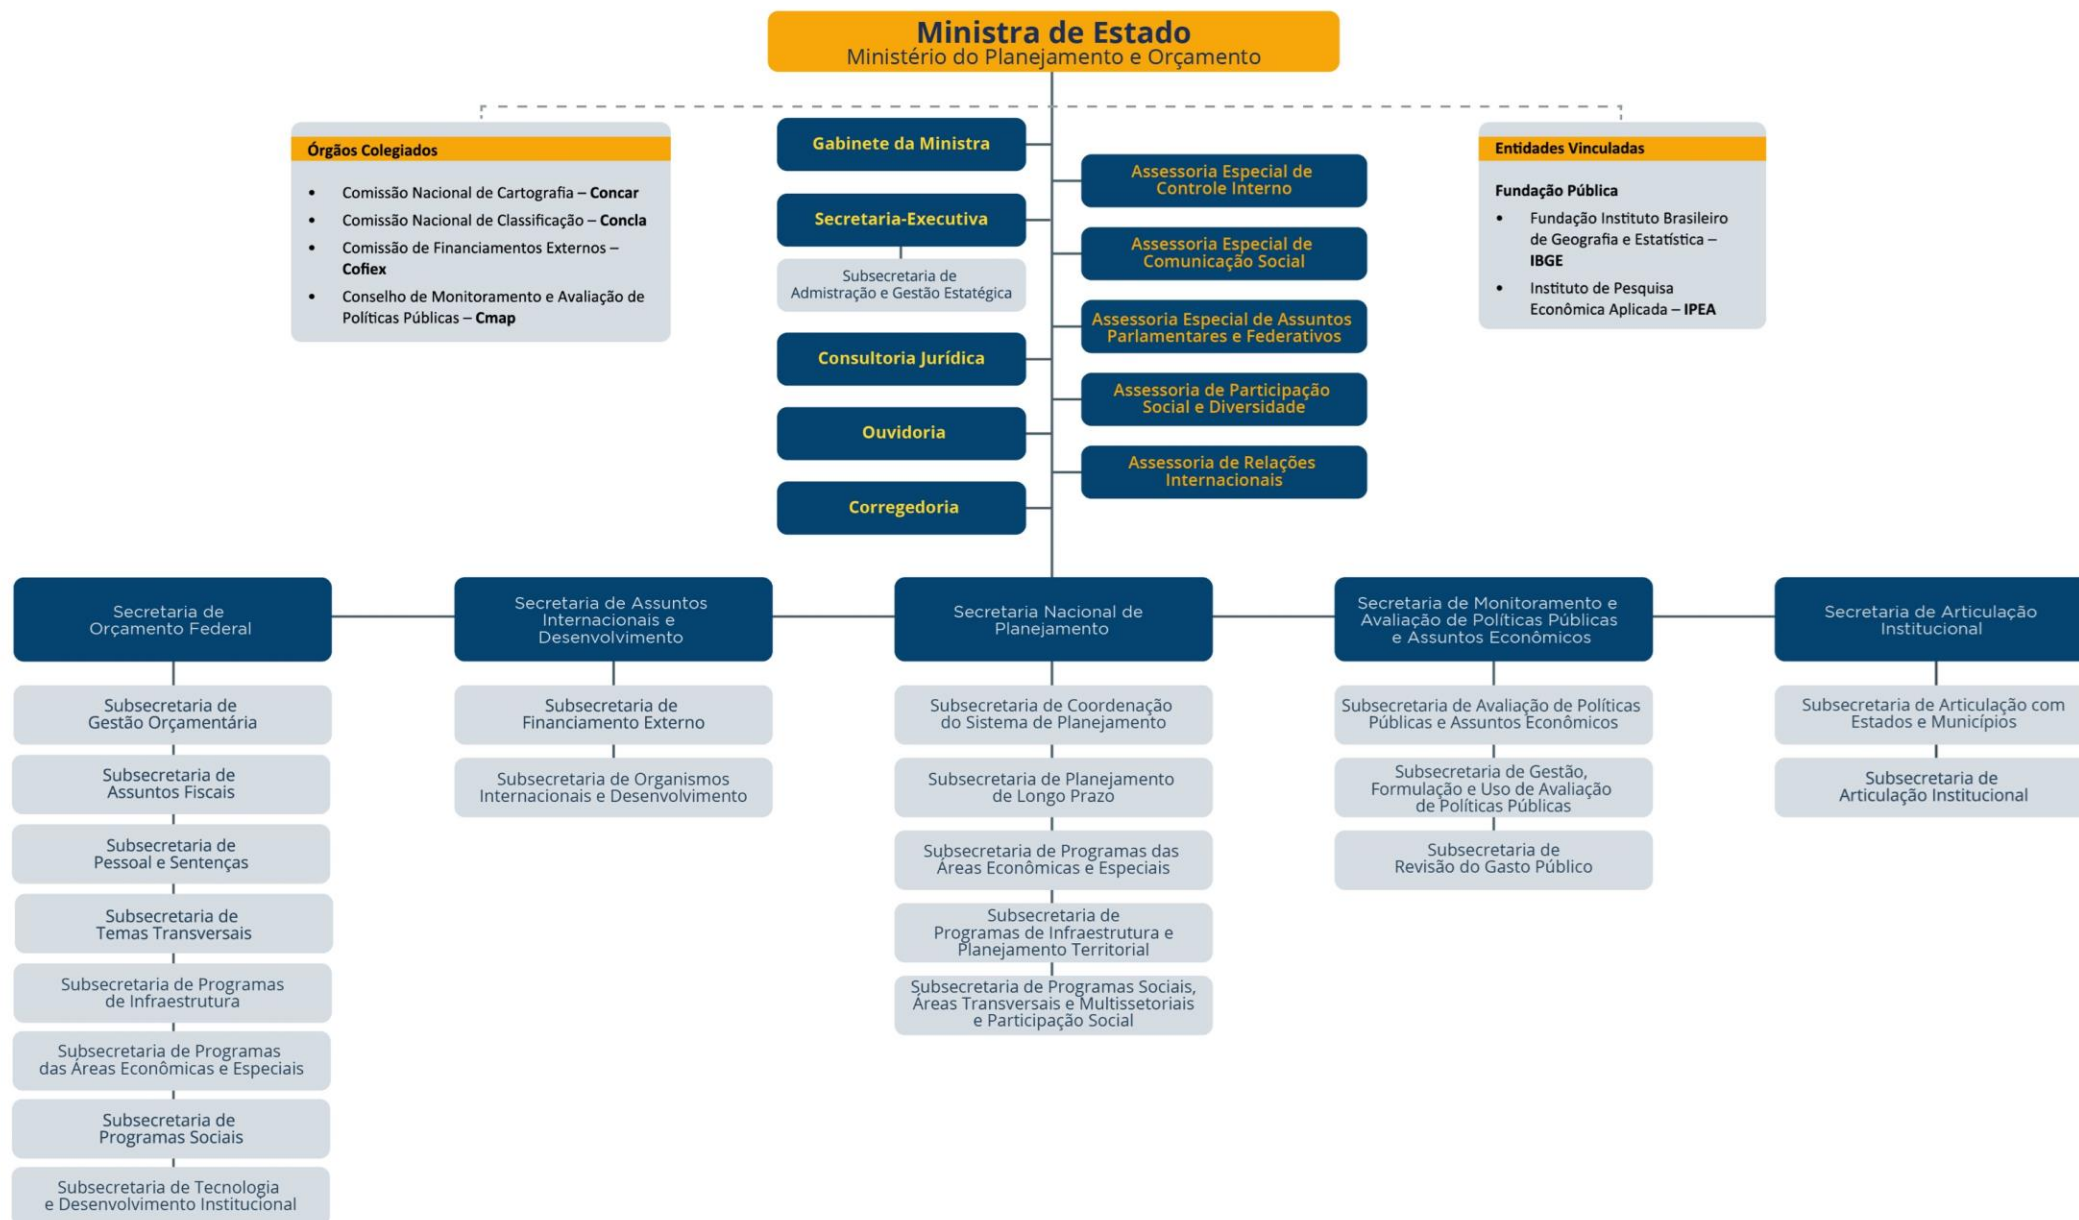 Ministra de Estado
Ministério do Planejamento e Orçamento
Órgãos Colegiados
• Comissão Nacional de Cartografia – Concar
• Comissão Nacional de Classificação – Concla
• Comissão de Financiamentos Externos –
Cofiex
• Conselho de Monitoramento e Avaliação de
Políticas Públicas – Cmap
Gabinete da Ministra
Secretaria-Executiva
Subsecretaria de
Admistração e Gestão Estatégica
Consultoria Jurídica
Ouvidoria
Corregedoria
Assessoria Especial de
Controle Interno
Assessoria Especial de
Comunicação Social
Assessoria Especial de Assuntos
Parlamentares e Federativos
Assessoria de Participação
Social e Diversidade
Assessoria de Relações
Internacionais
Entidades Vinculadas
Fundação Pública
• Fundação Instituto Brasileiro
de Geografia e Estatística –
IBGE
• Instituto de Pesquisa
Econômica Aplicada – IPEA
Secretaria de
Orçamento Federal
Subsecretaria de
Gestão Orçamentária
Subsecretaria de
Assuntos Fiscais
Subsecretaria de
Pessoal e Sentenças
Subsecretaria de
Temas Transversais
Subsecretaria de Programas
de Infraestrutura
Subsecretaria de Programas
das Áreas Econômicas e Especiais
Subsecretaria de
Programas Sociais
Subsecretaria de Tecnologia
e Desenvolvimento Institucional
Secretaria de Assuntos
Internacionais e
Desenvolvimento
Subsecretaria de
Financiamento Externo
Subsecretaria de Organismos
Internacionais e Desenvolvimento
Secretaria Nacional de
Planejamento
Subsecretaria de Coordenação
do Sistema de Planejamento
Subsecretaria de Planejamento
de Longo Prazo
Subsecretaria de Programas das
Áreas Econômicas e Especiais
Subsecretaria de
Programas de Infraestrutura e
Planejamento Territorial
Subsecretaria de Programas Sociais,
Áreas Transversais e Multissetoriais
e Participação Social
Secretaria de Monitoramento e
Avaliação de Políticas Públicas
e Assuntos Econômicos
Subsecretaria de Avaliação de Políticas
Públicas e Assuntos Econômicos
Subsecretaria de Gestão,
Formulação e Uso de Avaliação
de Políticas Públicas
Subsecretaria de
Revisão do Gasto Público
Secretaria de Articulação
Institucional
Subsecretaria de Articulação com
Estados e Municípios
Subsecretaria de
Articulação Institucional